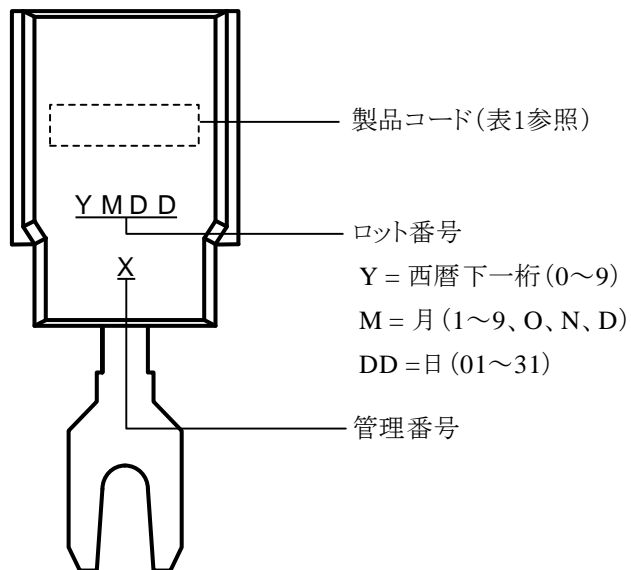 製品コード(表1参照)
YMDD
ロット番号
X
Y = 西暦下一桁(0～9)
M = 月(1～9、O、N、D)
DD =日(01～31)
管理番号